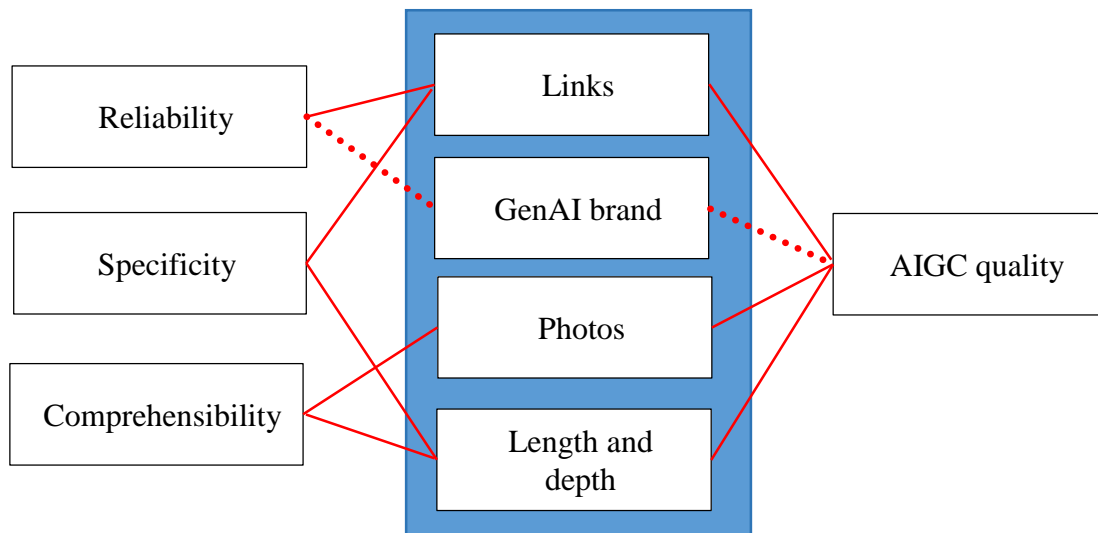 Reliability
Specificity
Comprehensibility
Links
GenAI brand
Photos
Length and
depth
AIGC quality